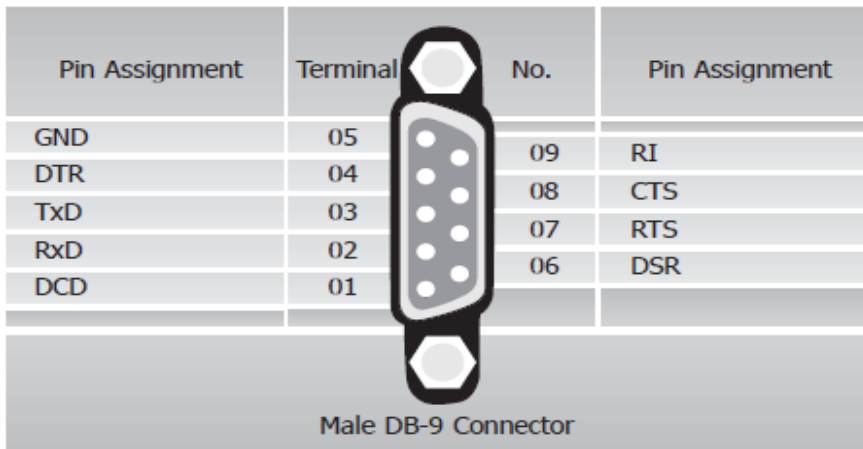 Pin Assignment Terminal No. Pin Assignment
GND 05
09 RI
DTR 04
08 CTS
TxD 03
07 RTS
RxD 02
06 DSR
DCD 01
Male DB-9 Connector